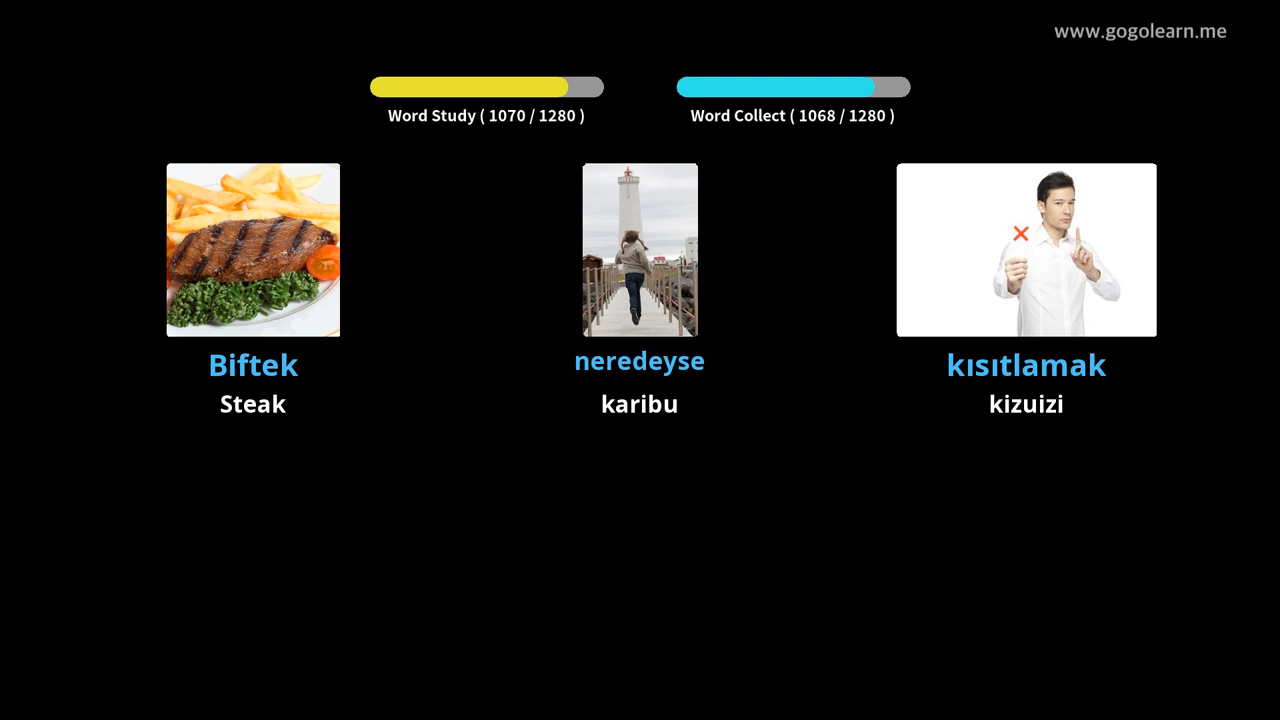 www.gogolearn.me
Word Study ( 1070 / 1280 )
Word Collect ( 1068 / 1280 )
Biftek
Steak
neredeyse
karibu
kısıtlamak
kizuizi